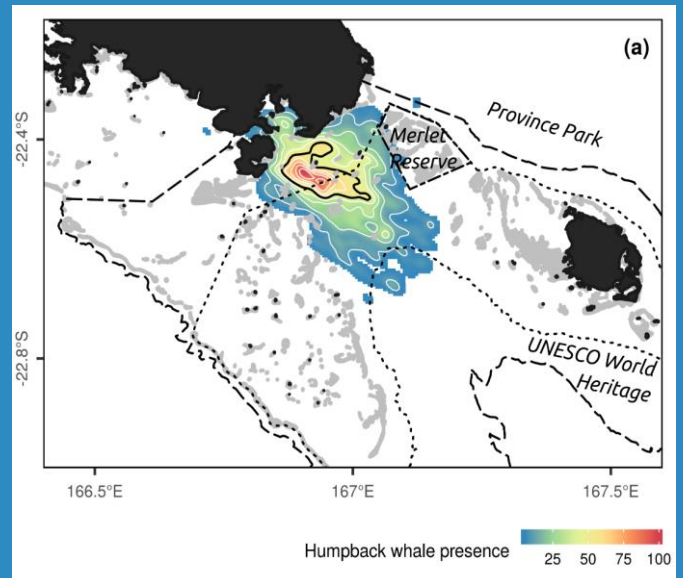 (a)
Province Park
Merlet
Reserve
-22.4°S
-22.8°S
UNESCO World
Heritage
166.5°E 167°E 167.5°E
Humpback whale presence
25 50 75 100